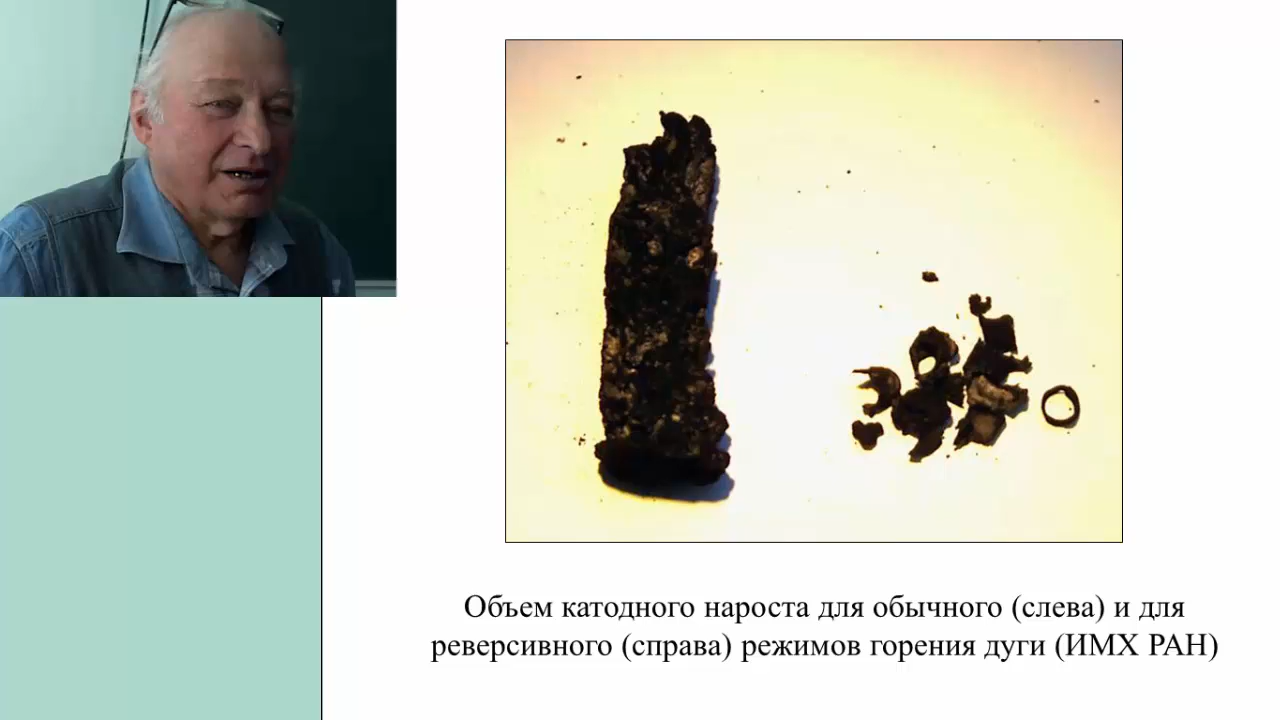 Объем катодного нароста для обычного (слева) и для
реверсивного (справа) режимов горения дуги (ИМХ РАН)